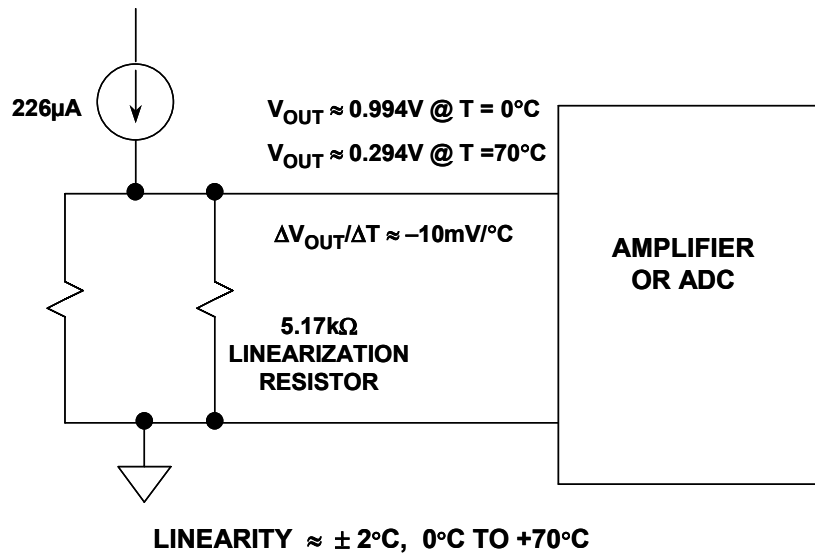 226µA
V_OUT ≈ 0.994V @ T = 0°C
V_OUT ≈ 0.294V @ T =70°C
ΔV_OUT/ΔT ≈ –10mV/°C
AMPLIFIER
OR ADC
5.17kΩ
LINEARIZATION
RESISTOR
LINEARITY ≈ ± 2°C, 0°C TO +70°C